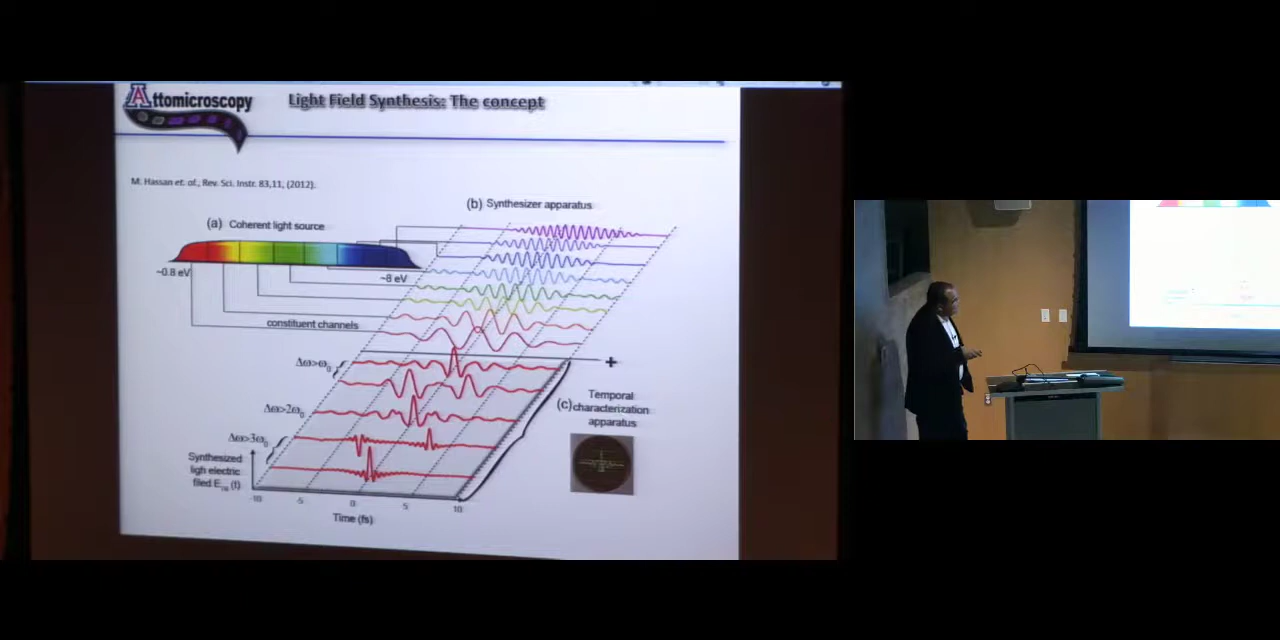 Attomicroscopy
Light Field Synthesis: The concept
M. Hassan et. al., Rev. Sci. Instr. 83,11, (2012).
(b) Synthesizer apparatus
(a) Coherent light source
~0.8 eV
~8 eV
constituent channels
Δω>ω₀
+
Δω>2ω₀
(c) Temporal
characterization
apparatus
Δω>3ω₀
Synthesized
ligh electric
filed
(t)
-10
-5
0
5
10
Time (fs)